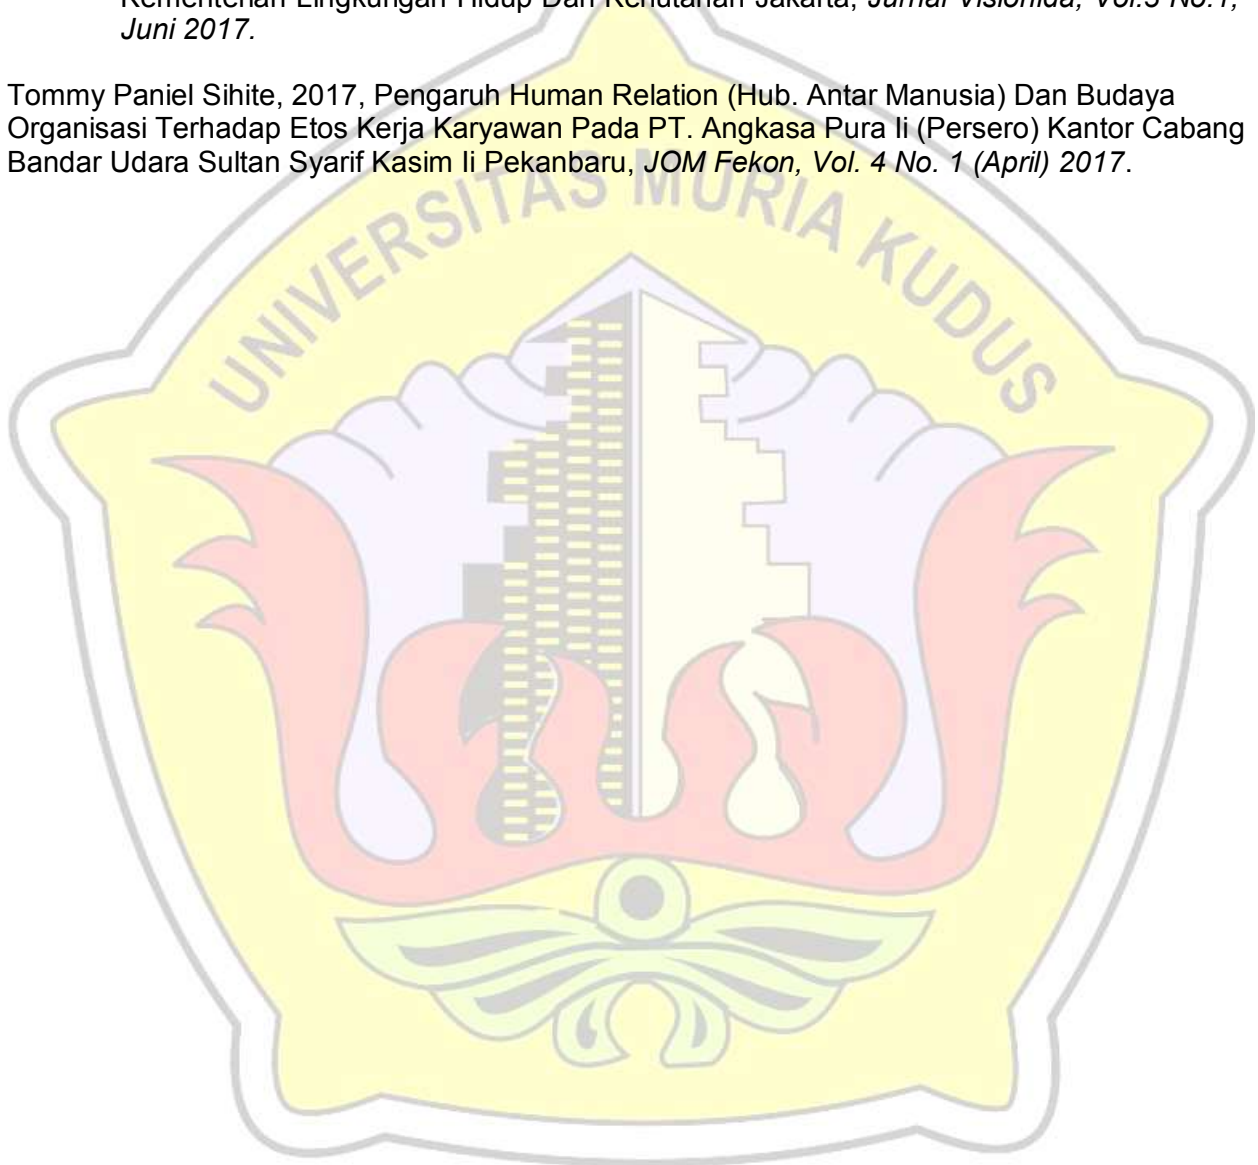 Kementerian Lingkungan Hidup Dan Kehutanan Jakarta, Jurnal Visionida, Vol.3 No.1,
Juni 2017.
Tommy Paniel Sihite, 2017, Pengaruh Human Relation (Hub. Antar Manusia) Dan Budaya
Organisasi Terhadap Etos Kerja Karyawan Pada PT. Angkasa Pura Ii (Persero) Kantor Cabang
Bandar Udara Sultan Syarif Kasim Ii Pekanbaru, JOM Fekon, Vol. 4 No. 1 (April) 2017.
UNIVERSITAS MURIA KUDUS